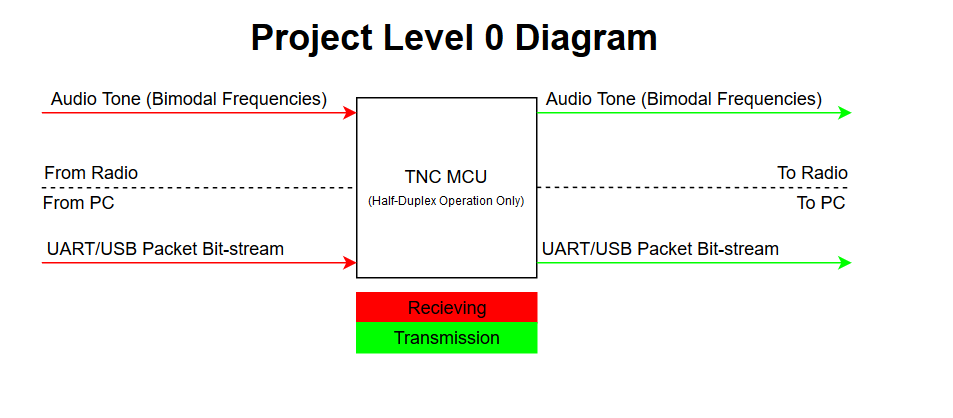 Project Level 0 Diagram
Audio Tone (Bimodal Frequencies)
Audio Tone (Bimodal Frequencies)
From Radio
TNC MCU
To Radio
(Half-Duplex Operation Only)
From PC
To PC
UART/USB Packet Bit-stream
UART/USB Packet Bit-stream
Recieving
Transmission